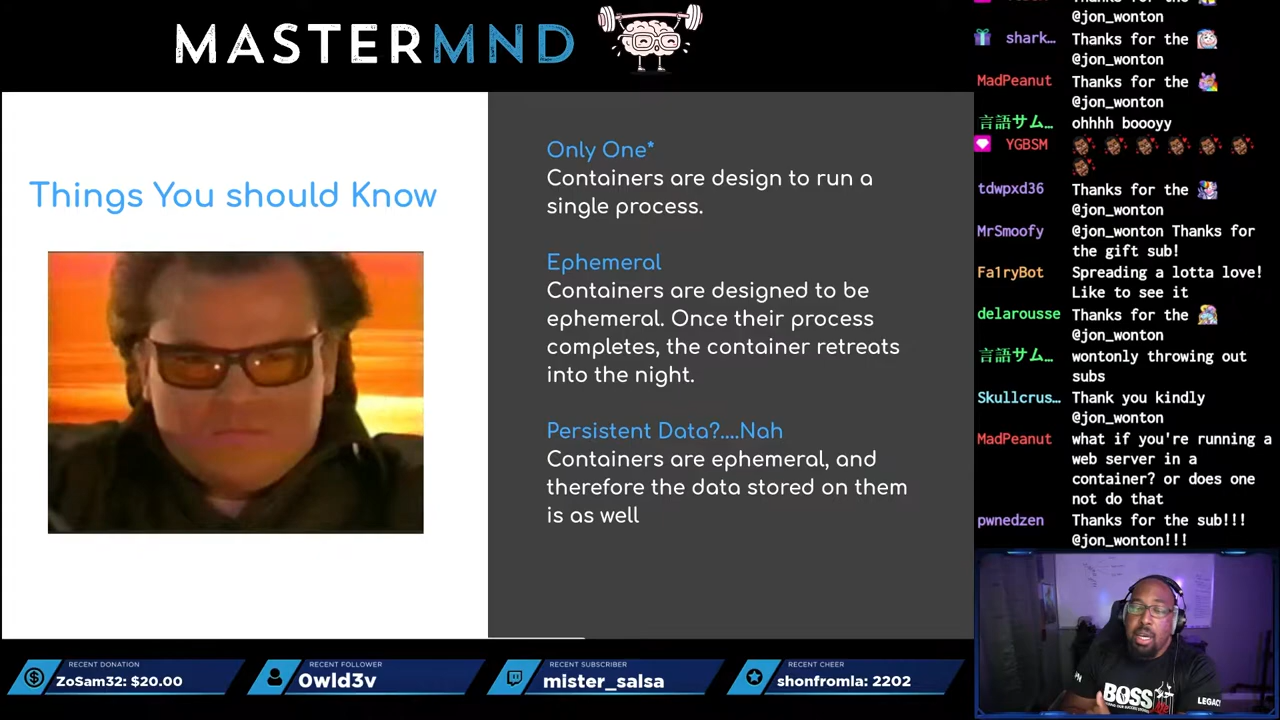 MASTERMND
Things You should Know
Only One*
Containers are design to run a
single process.
Ephemeral
Containers are designed to be
ephemeral. Once their process
completes, the container retreats
into the night.
Persistent Data?....Nah
Containers are ephemeral, and
therefore the data stored on them
is as well
@jon_wonton
shark... Thanks for the
@jon_wonton
MadPeanut Thanks for the
@jon_wonton
言語サム... ohhhh boooyy
YGBSM
tdwpxd36 Thanks for the
@jon_wonton
MrSmoofy @jon_wonton Thanks for
the gift sub!
Fa1ryBot Spreading a lotta love!
Like to see it
delarousse Thanks for the
@jon_wonton
言語サム... wontonly throwing out
subs
Skullcrus... Thank you kindly
@jon_wonton
MadPeanut what if you're running a
web server in a
container? or does one
not do that
pwnedzen Thanks for the sub!!!
@jon_wonton!!!
BOSS
LEGACY
RECENT DONATION
ZoSam32: $20.00
RECENT FOLLOWER
0wld3v
RECENT SUBSCRIBER
mister_salsa
RECENT CHEER
shonfromla: 2202